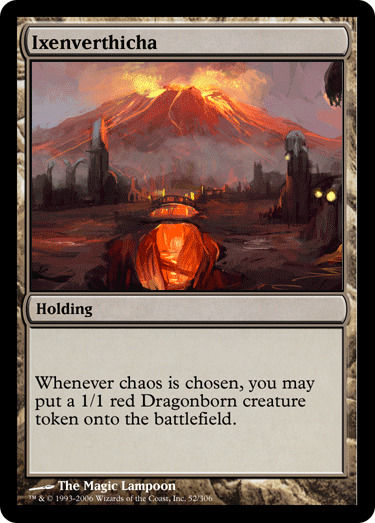 Ixenverthicha
Holding
Whenever chaos is chosen, you may
put a 1/1 red Dragonborn creature
token onto the battlefield.
The Magic Lampoon
™ & © 1993-2006 Wizards of the Coast, Inc. 52/306